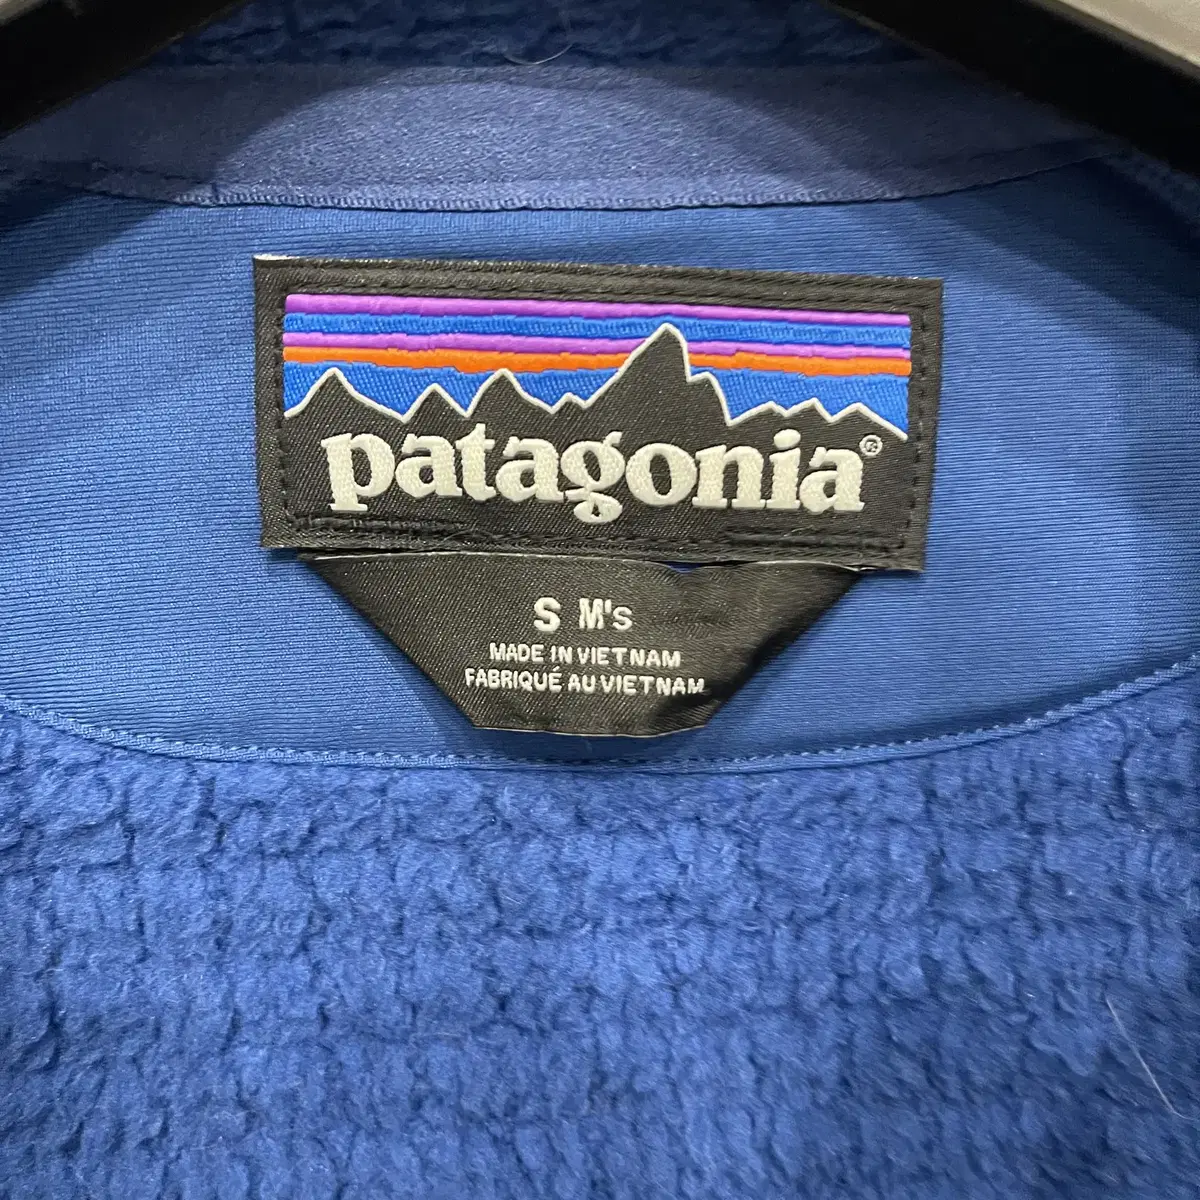 patagonia®
S M's
MADE IN VIETNAM
FABRIQUÉ AU VIETNAM